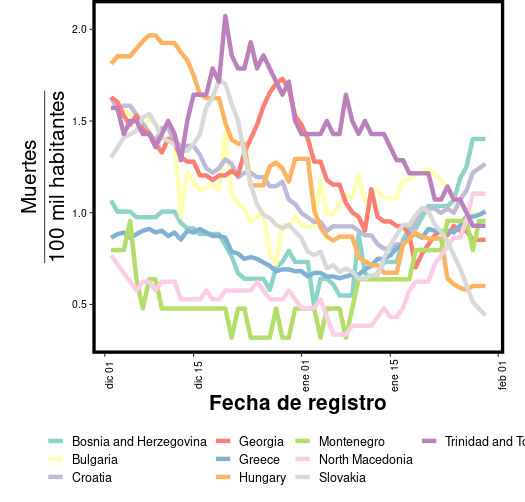 2.0
1.5
1.0
0.5
Muertes
100 mil habitantes
dic 01
dic 15
ene 01
ene 15
feb 01
Fecha de registro
Bosnia and Herzegovina
Georgia
Montenegro
Trinidad and To
Bulgaria
Greece
North Macedonia
Croatia
Hungary
Slovakia